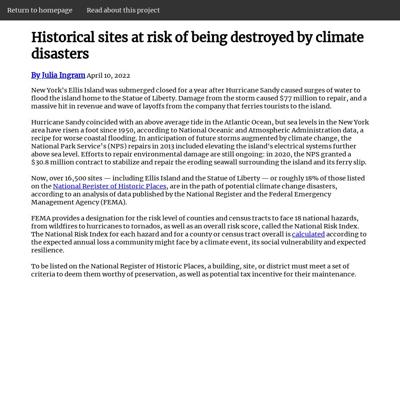 Return to homepage Read about this project
Historical sites at risk of being destroyed by climate
disasters
By Julia Ingram April 10, 2022
New York's Ellis Island was submerged closed for a year after Hurricane Sandy caused surges of water to
flood the island home to the Statue of Liberty. Damage from the storm caused $77 million to repair, and a
massive hit in revenue and wave of layoffs from the company that ferries tourists to the island.
Hurricane Sandy coincided with an above average tide in the Atlantic Ocean, but sea levels in the New York
area have risen a foot since 1950, according to National Oceanic and Atmospheric Administration data, a
recipe for worse coastal flooding. In anticipation of future storms augmented by climate change, the
National Park Service's (NPS) repairs in 2013 included elevating the island's electrical systems further
above sea level. Efforts to repair environmental damage are still ongoing: in 2020, the NPS granted a
$30.8 million contract to stabilize and repair the eroding seawall surrounding the island and its ferry slip.
Now, over 16,500 sites — including Ellis Island and the Statue of Liberty — or roughly 18% of those listed
on the National Register of Historic Places, are in the path of potential climate change disasters,
according to an analysis of data published by the National Register and the Federal Emergency
Management Agency (FEMA).
FEMA provides a designation for the risk level of counties and census tracts to face 18 natural hazards,
from wildfires to hurricanes to tornados, as well as an overall risk score, called the National Risk Index.
The National Risk Index for each hazard and for a county or census tract overall is calculated according to
the expected annual loss a community might face by a climate event, its social vulnerability and expected
resilience.
To be listed on the National Register of Historic Places, a building, site, or district must meet a set of
criteria to deem them worthy of preservation, as well as potential tax incentive for their maintenance.